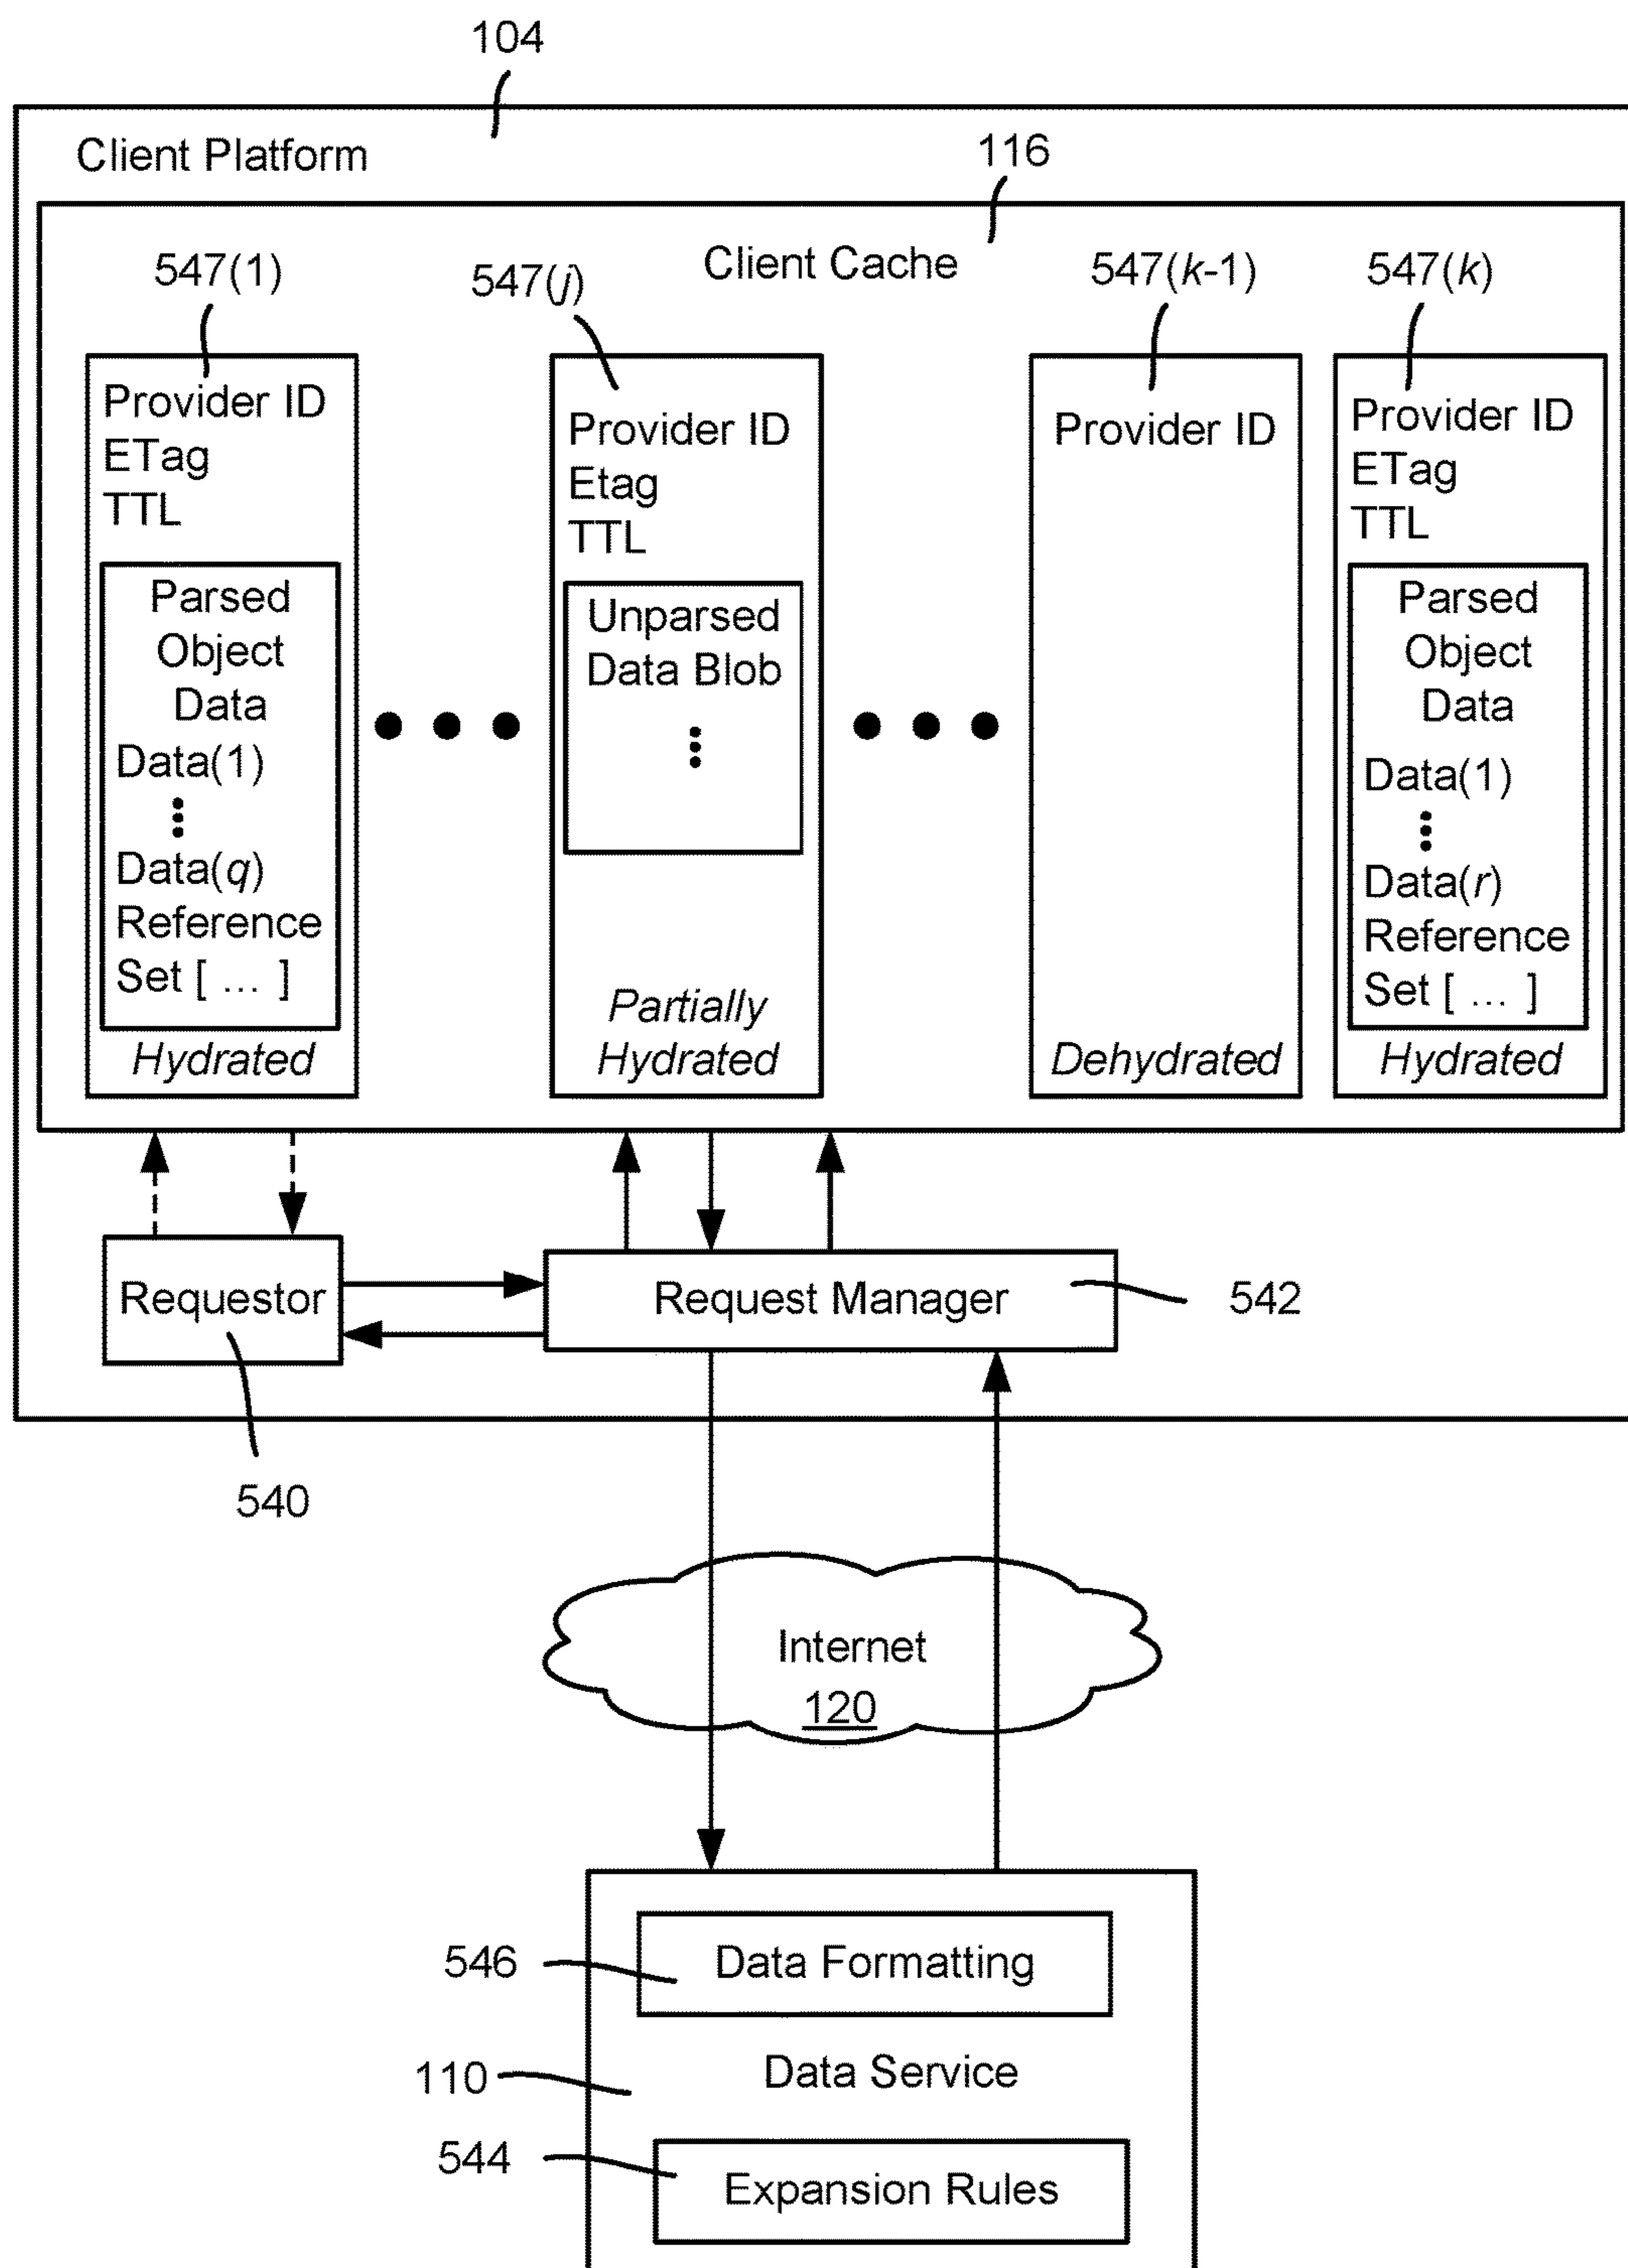 104
Client Platform
116
Client Cache
547(1)
547(j)
547(k-1)
547(k)
Provider ID
ETag
TTL
Parsed
Object
Data
Data(1)
Data(q)
Reference
Set [ ... ]
Hydrated
Provider ID
Etag
TTL
Unparsed
Data Blob
Partially
Hydrated
Provider ID
Dehydrated
Provider ID
ETag
TTL
Parsed
Object
Data
Data(1)
Data(r)
Reference
Set [ ... ]
Hydrated
Requestor
Request Manager
542
540
Internet
120
546
Data Formatting
110
Data Service
544
Expansion Rules